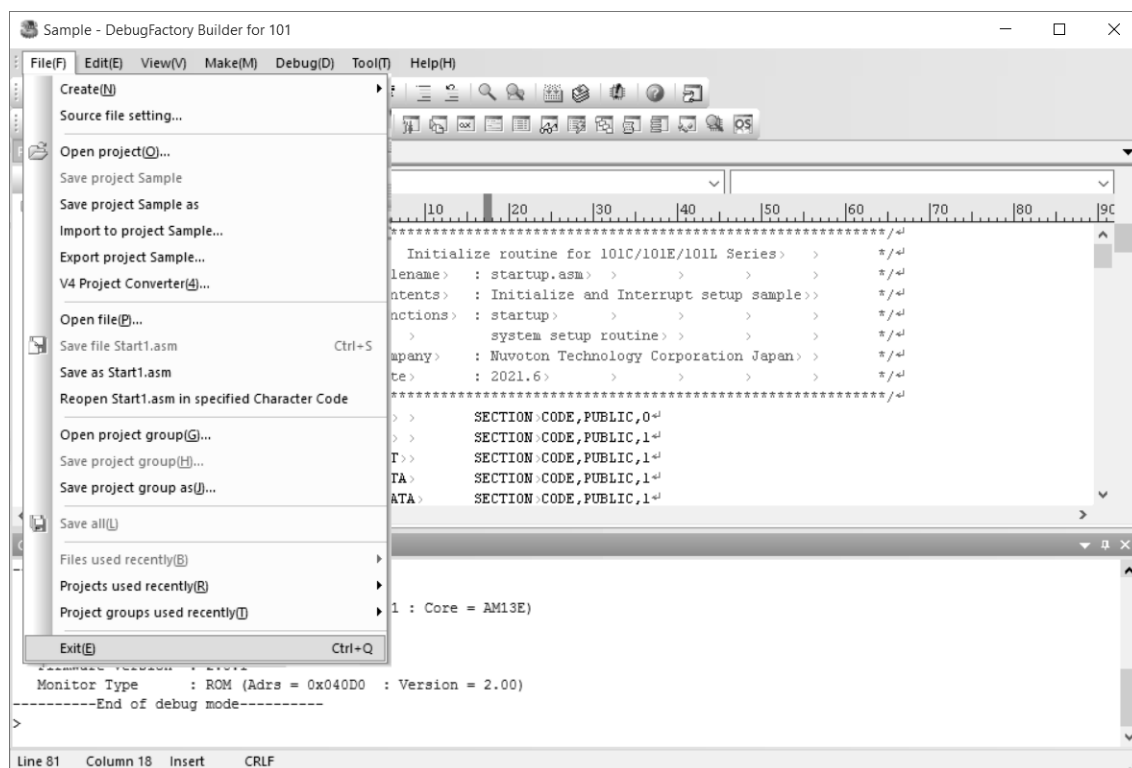 Sample - DebugFactory Builder for 101
File(F) Edit(E) View(V) Make(M) Debug(D) Tool(T) Help(H)
Create(N)
Source file setting...
Open project(O)...
Save project Sample
Save project Sample as
Import to project Sample...
Export project Sample...
V4 Project Converter(4)...
Open file(P)...
Save file Start1.asm Ctrl+S
Save as Start1.asm
Reopen Start1.asm in specified Character Code
Open project group(G)...
Save project group(H)...
Save project group as(J)...
Save all(L)
Files used recently(B)
Projects used recently(R)
Project groups used recently(T)
Exit(E) Ctrl+Q
OS
10 20 30 40 50 60 70 80 90
************************************************************/↵
Initialize routine for 101C/101E/101L Series> > */↵
lename> : startup.asm> > > > > */↵
ntents> : Initialize and Interrupt setup sample>> */↵
nctions> : startup> > > > > */↵
> system setup routine> > > > */↵
mpany> : Nuvoton Technology Corporation Japan> > */↵
te> : 2021.6> > > > > */↵
************************************************************/↵
> > SECTION>CODE,PUBLIC,0↵
> > SECTION>CODE,PUBLIC,1↵
T>> SECTION>CODE,PUBLIC,1↵
TA> SECTION>CODE,PUBLIC,1↵
ATA> SECTION>CODE,PUBLIC,1↵
1 : Core = AM13E)
Monitor Type : ROM (Adrs = 0x040D0 : Version = 2.00)
----------End of debug mode----------
>
Line 81 Column 18 Insert CRLF